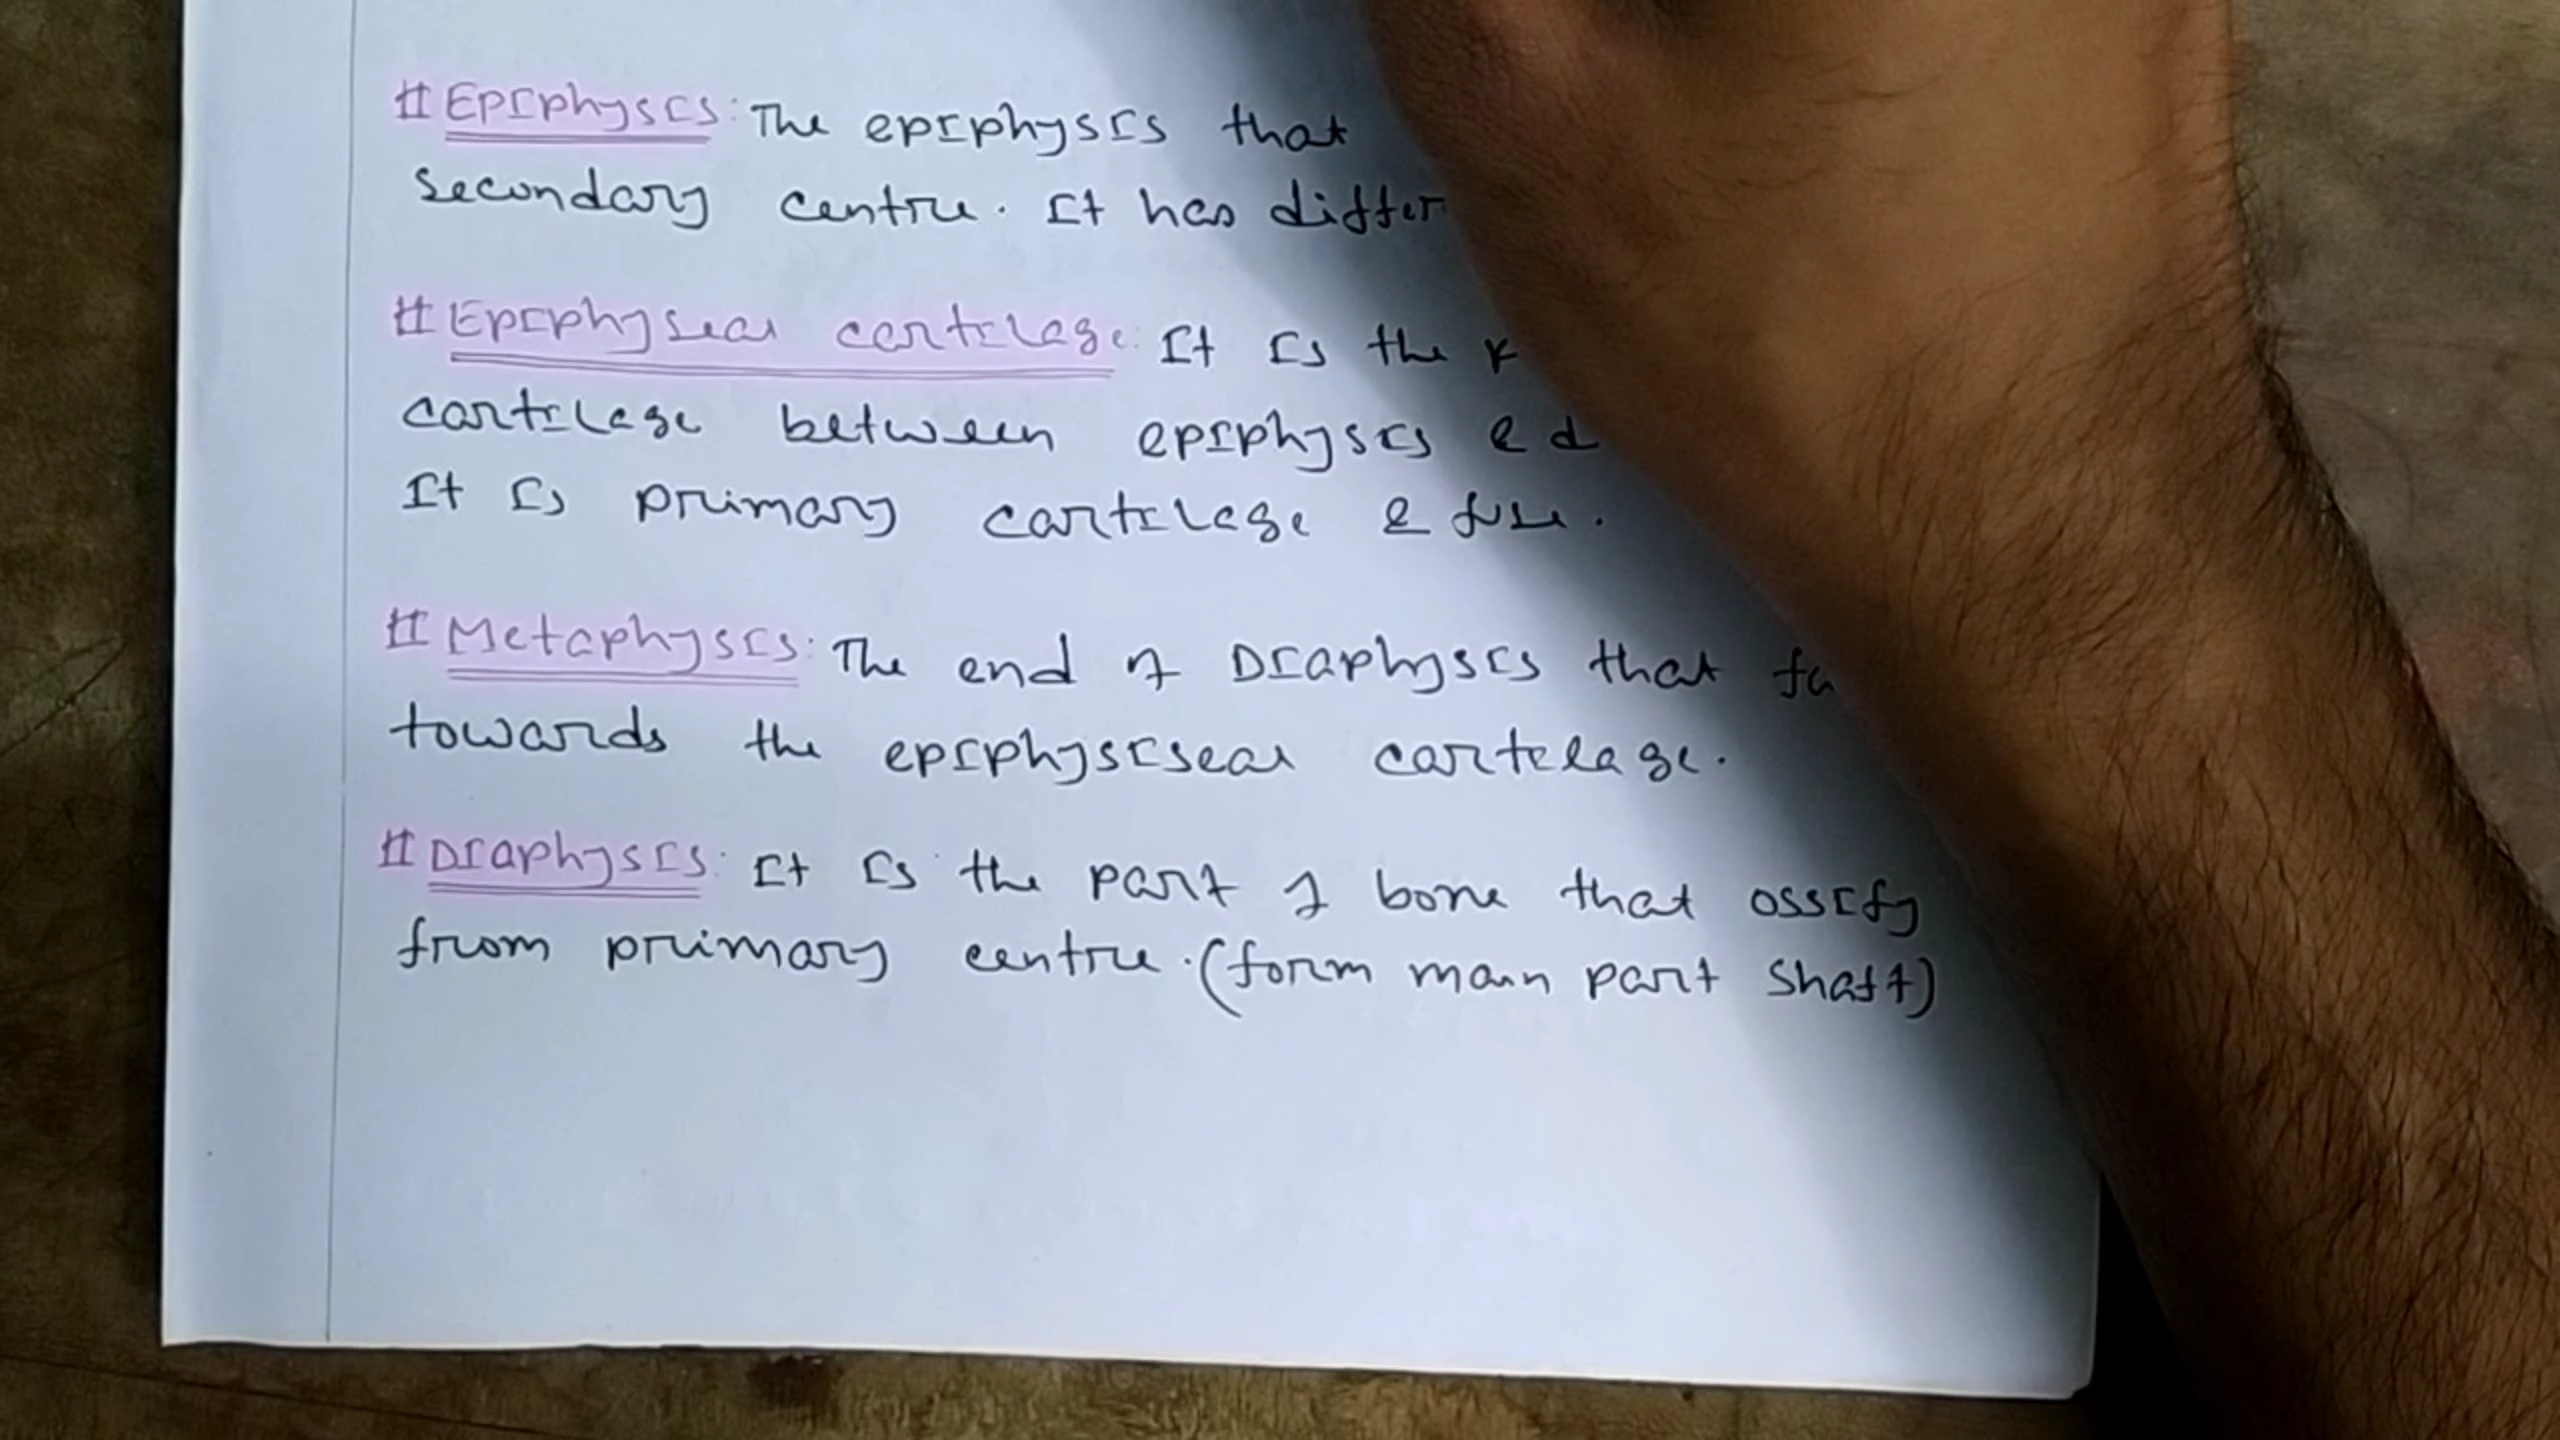 # Epiphysis: The epiphysis that
secondary centre. It has differ
# Epiphyseal cartilage: It is the
cartilage between epiphysis & d
It is primary cartilage & fuse.
# Metaphysis: The end of Diaphysis that fa
towards the epiphysiseal cartelage.
# Diaphysis: It is the part of bone that ossify
from primary centre. (form main part shaft)